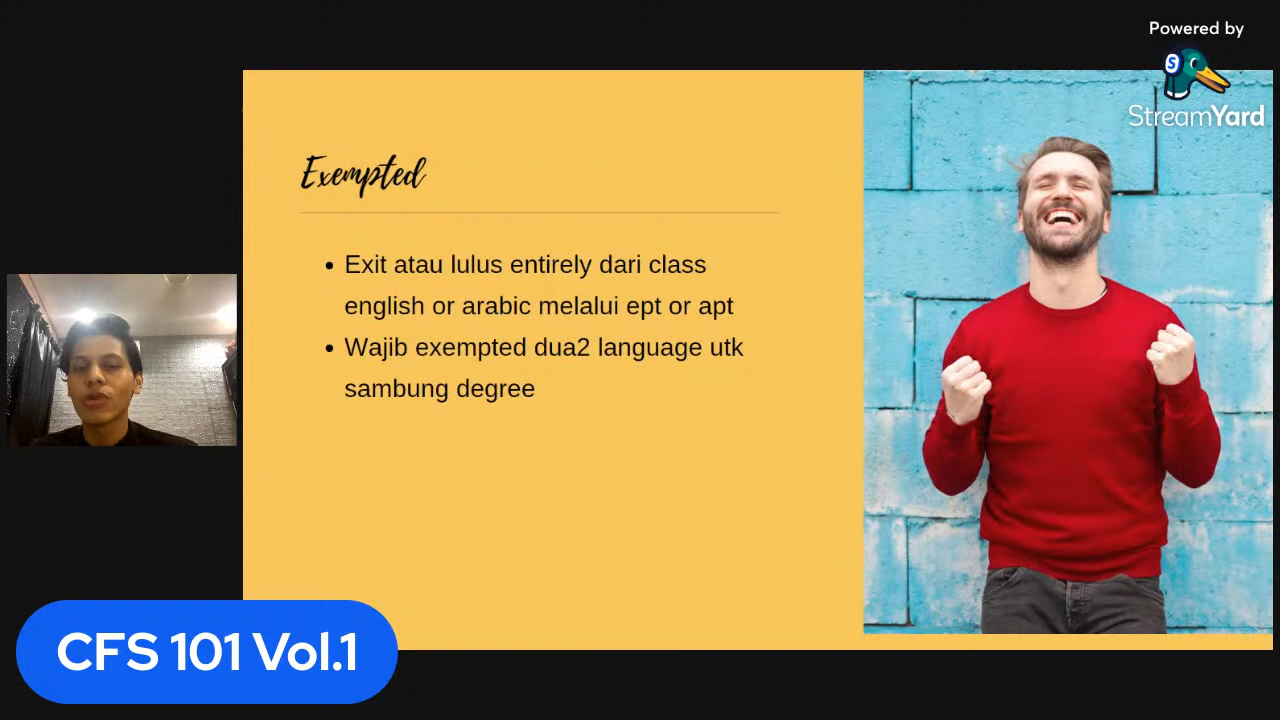 Powered by
StreamYard
Exempted
• Exit atau lulus entirely dari class
english or arabic melalui ept or apt
• Wajib exempted dua2 language utk
sambung degree
CFS 101 Vol.1